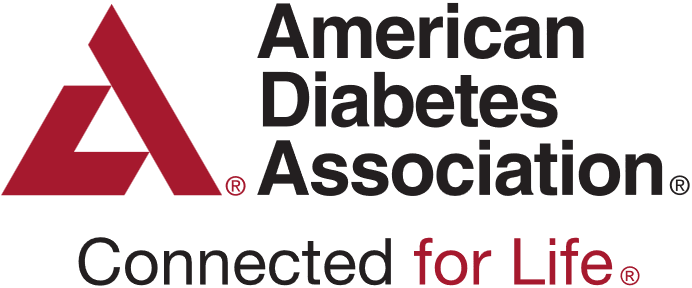 American
Diabetes
Association®
Connected for Life®